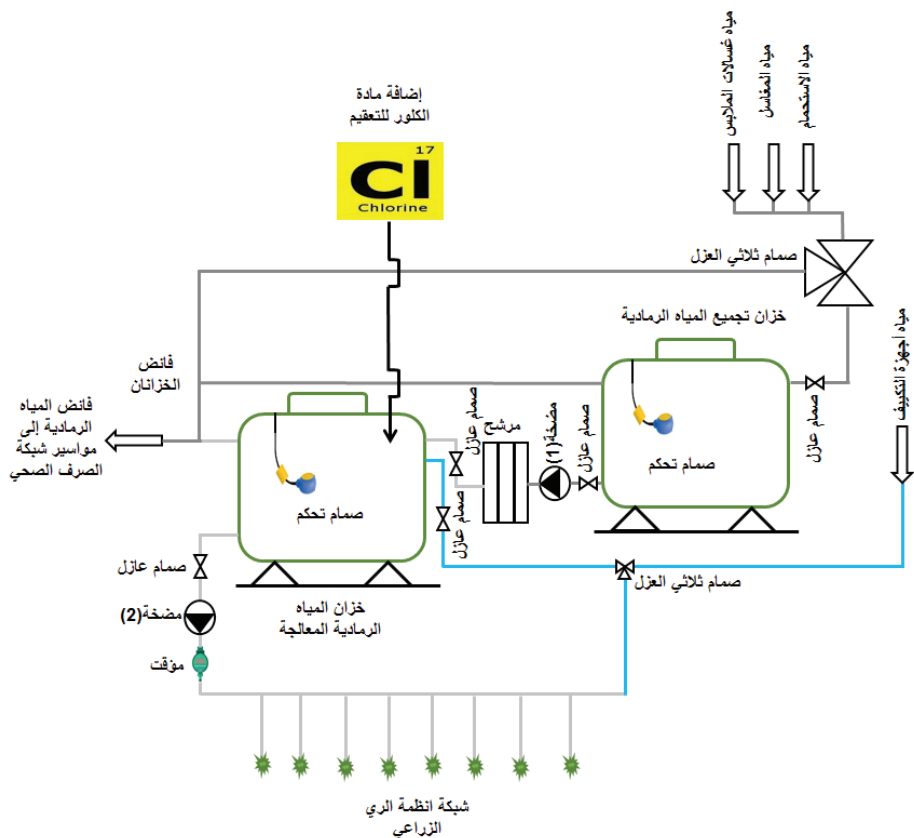 مياه غسالات الملابس
مياه المغاسل
مياه الاستحمام
إضافة مادة
الكلور للتعقيم
17
Cl
Chlorine
صمام ثلاثي العزل
خزان تجميع المياه الرمادية
مياه أجهزة التكييف
فائض
الخزانان
فائض المياه
الرمادية إلى
مواسير شبكة
الصرف الصحي
صمام عازل
مرشح
مضخة(1)
صمام عازل
صمام عازل
صمام تحكم
صمام تحكم
صمام عازل
صمام عازل
صمام ثلاثي العزل
خزان المياه
الرمادية المعالجة
مضخة(2)
مؤقت
شبكة انظمة الري
الزراعي